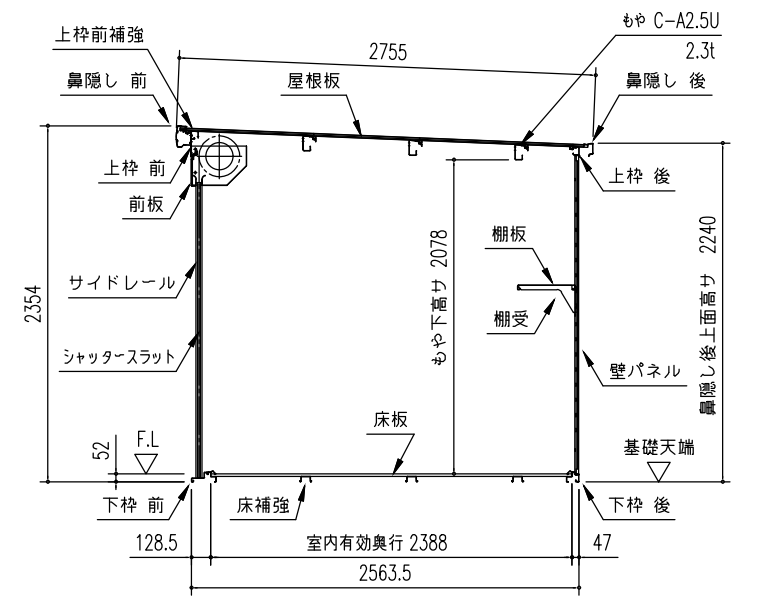 もや C-A2.5U
2.3t
上枠前補強
2755
鼻隠し 前
屋根板
鼻隠し 後
上枠 前
上枠 後
前板
もや下高サ 2078
棚板
鼻隠し後上面高サ 2240
サイドレール
2354
棚受
シャッタースラット
壁パネル
床板
F.L
52
基礎天端
下枠 前
床補強
下枠 後
128.5
室内有効奥行 2388
47
2563.5